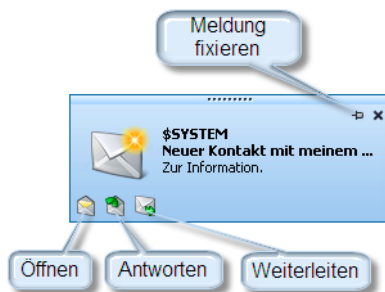 Meldung
fixieren
$SYSTEM
Neuer Kontakt mit meinem ...
Zur Information.
Öffnen
Antworten
Weiterleiten